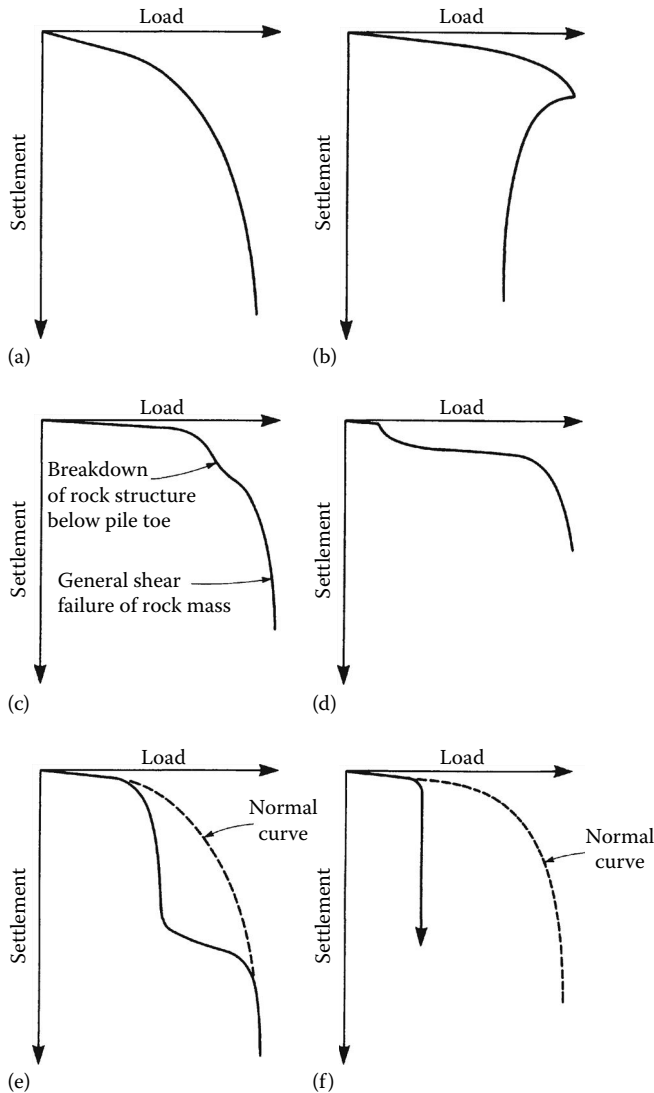 Load
Settlement
(a)
Load
Settlement
(b)
Load
Breakdown
of rock structure
below pile toe
General shear
failure of rock mass
Settlement
(c)
Load
Settlement
(d)
Load
Normal
curve
Settlement
(e)
Load
Normal
curve
Settlement
(f)